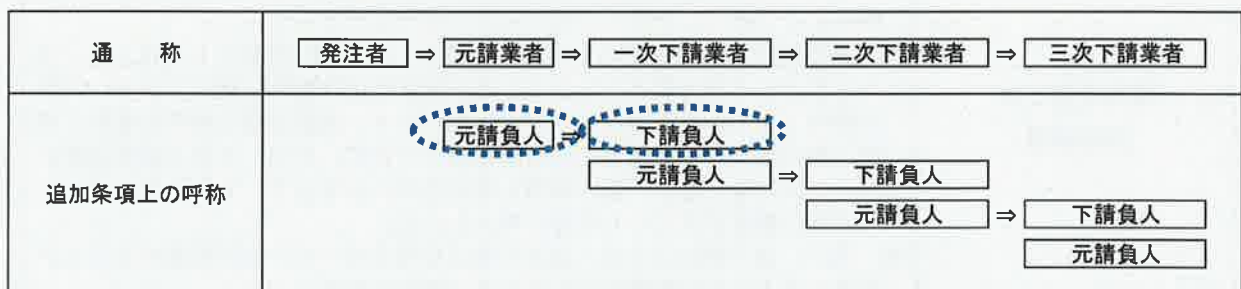 通　称　発注者 ⇒ 元請業者 ⇒ 一次下請業者 ⇒ 二次下請業者 ⇒ 三次下請業者
追加条項上の呼称
元請負人 ⇒ 下請負人
元請負人 ⇒ 下請負人
元請負人 ⇒ 下請負人
元請負人